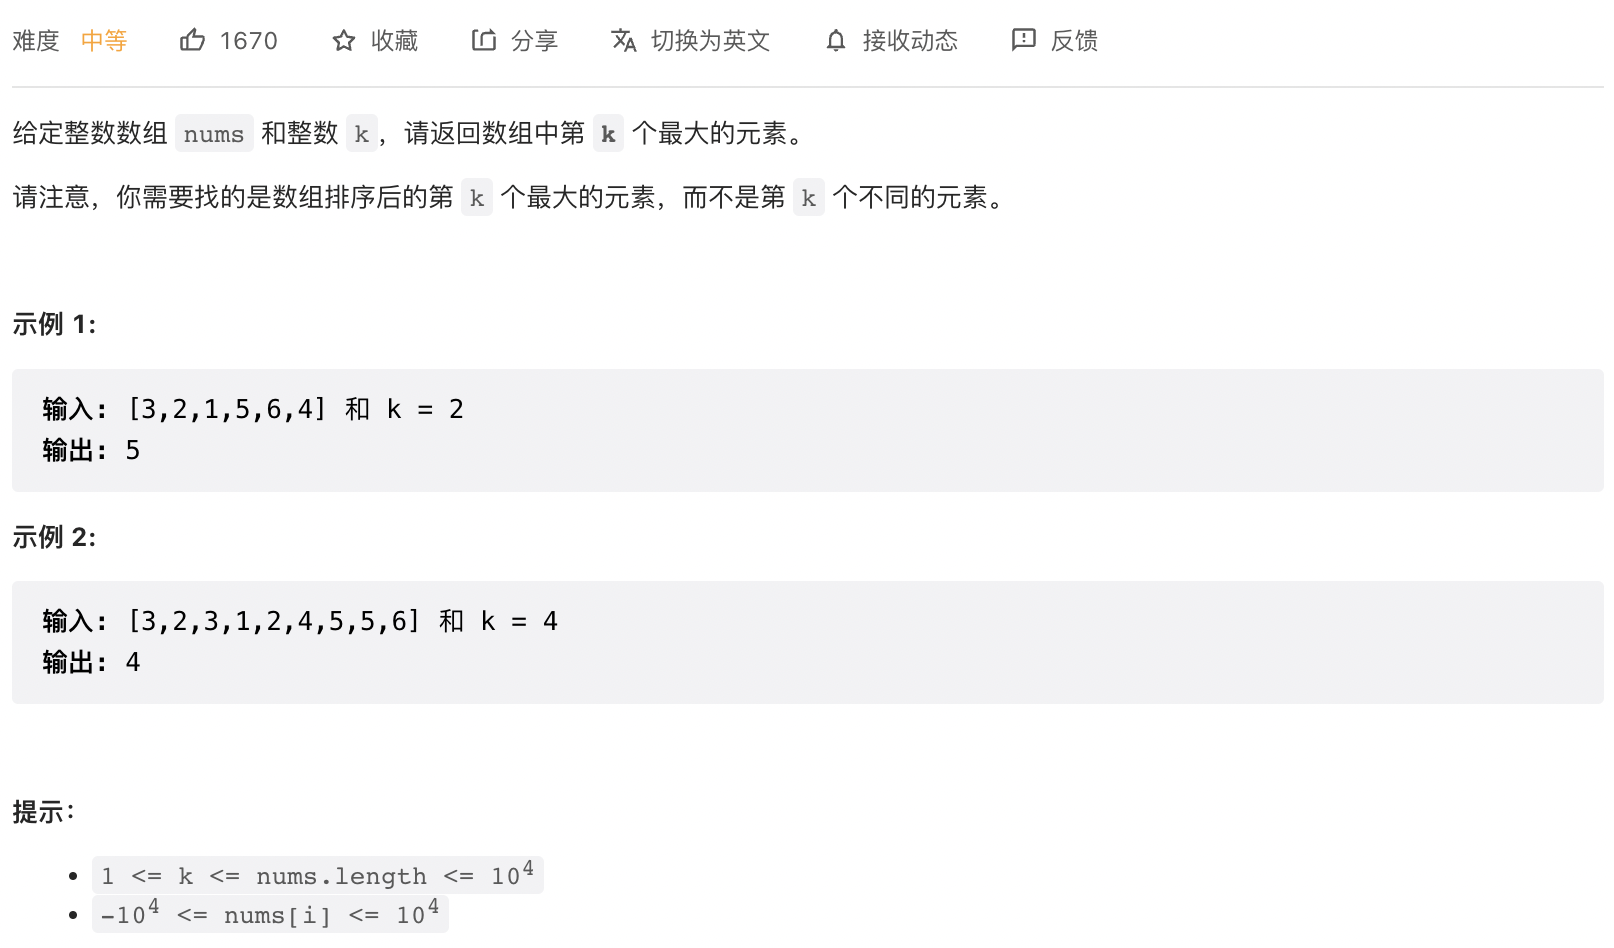 难度 中等 1670 收藏 分享 切换为英文 接收动态 反馈
给定整数数组 nums 和整数 k，请返回数组中第 k 个最大的元素。
请注意，你需要找的是数组排序后的第 k 个最大的元素，而不是第 k 个不同的元素。
示例 1:
输入: [3,2,1,5,6,4] 和 k = 2
输出: 5
示例 2:
输入: [3,2,3,1,2,4,5,5,6] 和 k = 4
输出: 4
提示：
• 1 <= k <= nums.length <= 10⁴
• -10⁴ <= nums[i] <= 10⁴